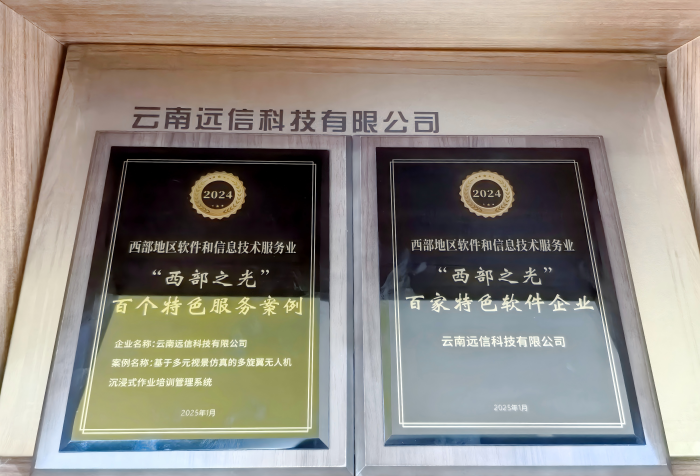 云南远信科技有限公司
2024
西部地区软件和信息技术服务业
“西部之光”
百个特色服务案例
企业名称：云南远信科技有限公司
案例名称：基于多元视景仿真的多旋翼无人机
沉浸式作业培训管理系统
2025年1月
2024
西部地区软件和信息技术服务业
“西部之光”
百家特色软件企业
云南远信科技有限公司
2025年1月